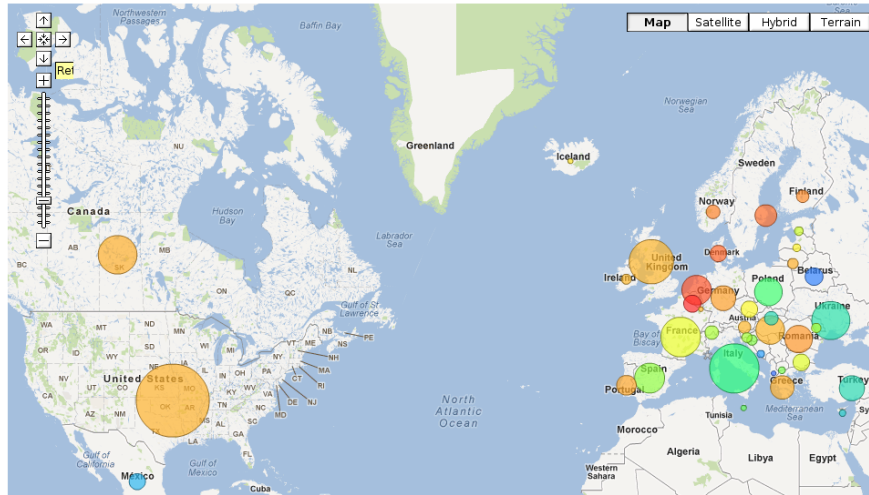 Northwestern
Passages
Baffin Bay
Map
Satellite
Hybrid
Terrain
Ret
NU
Greenland
Norwegian
Sea
Iceland
Sweden
Finland
Norway
Canada
Hudson
Bay
Labrador
Sea
AB
MB
SK
BC
ON
QC
NL
Denmark
United
Kingdom
Ireland
Belarus
Poland
Germany
Gulf of St
Lawrence
NB
PE
NS
WA
MT
ND
MN
OR
ID
WY
SD
WI
MI
ME
VT
NY
NH
MA
RI
CT
NJ
DE
MD
IA
NE
IL
IN
OH
PA
NV
UT
CO
KS
MO
KY
WV
VA
CA
AZ
NM
OK
AR
TN
NC
SC
MS
AL
GA
TX
LA
FL
United States
Ukraine
Austria
France
Bay of
Biscay
Romania
Italy
Spain
Portugal
Greece
Turkey
North
Atlantic
Ocean
Mediterranean
Sea
Tunisia
Sy
Morocco
Algeria
Libya
Egypt
Western
Sahara
Gulf of
California
Gulf of
Mexico
México
Cuba